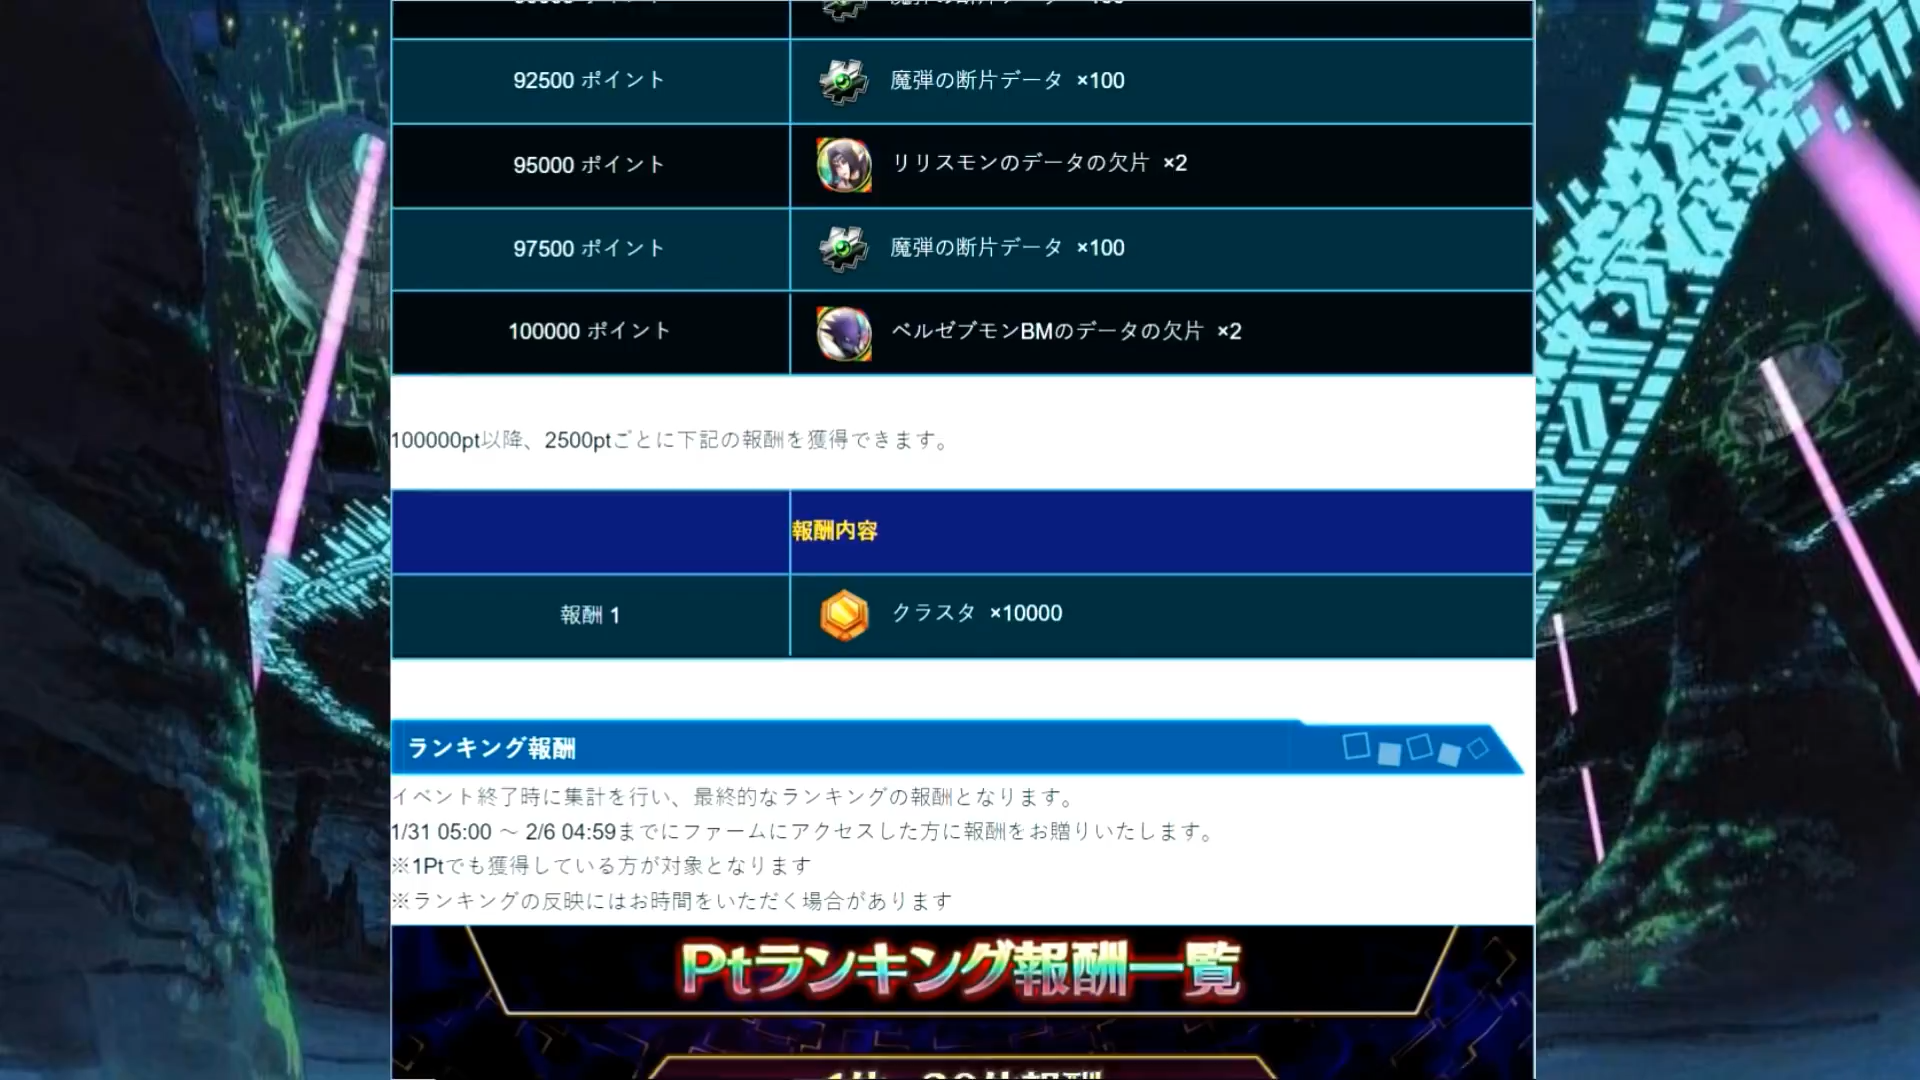 92500 ポイント 魔弾の断片データ ×100
95000 ポイント リリスモンのデータの欠片 ×2
97500 ポイント 魔弾の断片データ ×100
100000 ポイント ベルゼブモンBMのデータの欠片 ×2
100000pt以降、2500ptごとに下記の報酬を獲得できます。
報酬内容
報酬 1 クラスタ ×10000
ランキング報酬
イベント終了時に集計を行い、最終的なランキングの報酬となります。
1/31 05:00 ～ 2/6 04:59までにファームにアクセスした方に報酬をお贈りいたします。
※1Ptでも獲得している方が対象となります
※ランキングの反映にはお時間をいただく場合があります
Ptランキング報酬一覧